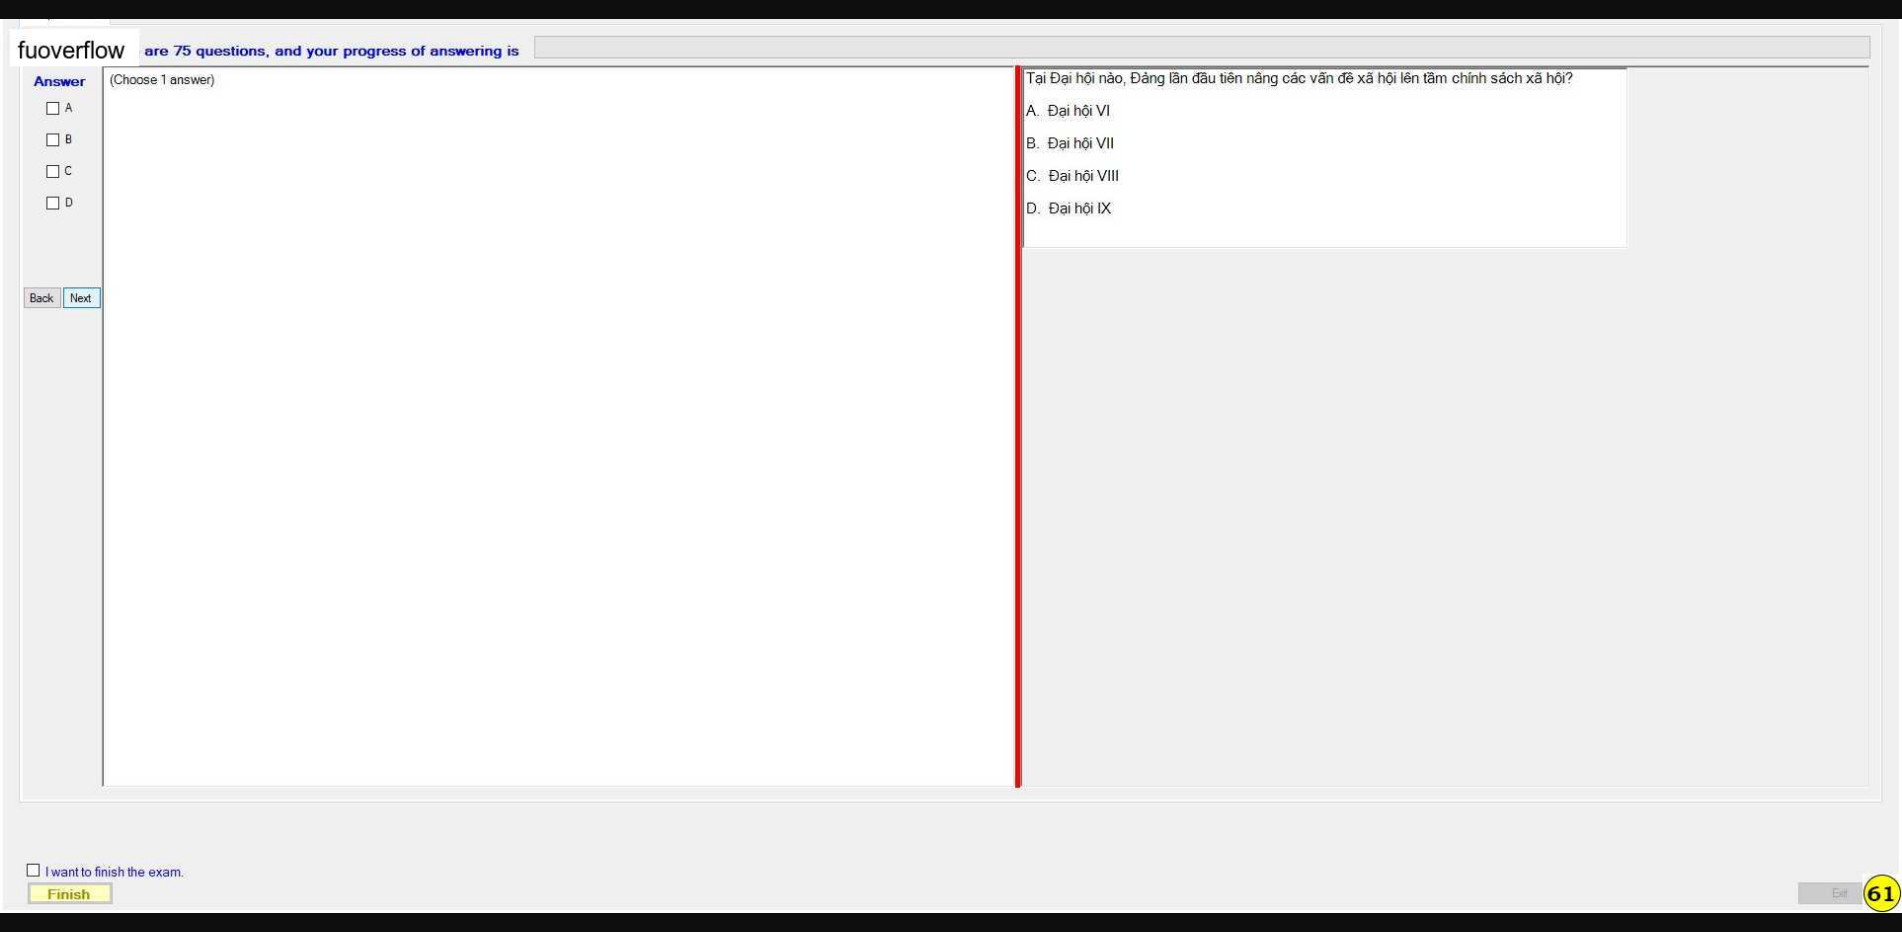 fuoverflow are 75 questions, and your progress of answering is
Answer
(Choose 1 answer)
A
B
C
D
Back Next
Tại Đại hội nào, Đảng lần đầu tiên nâng các vấn đề xã hội lên tầm chính sách xã hội?
A. Đại hội VI
B. Đại hội VII
C. Đại hội VIII
D. Đại hội IX
I want to finish the exam.
Finish
Exit
61